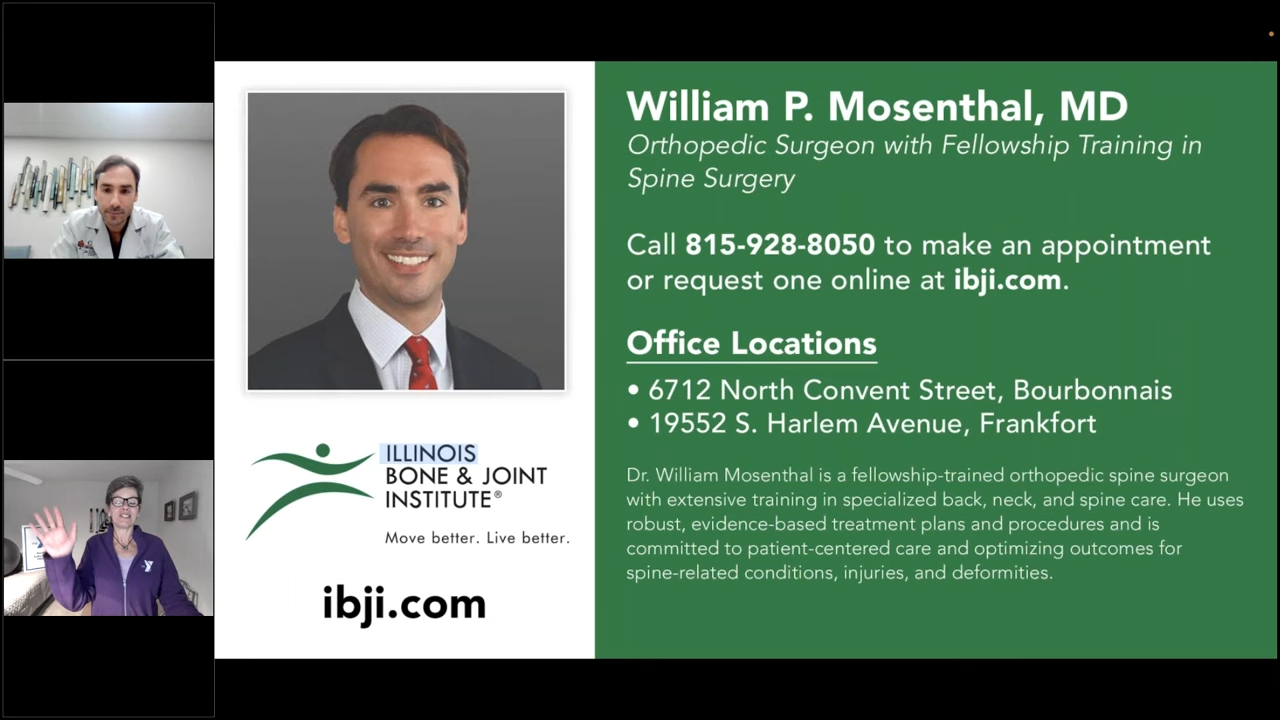 ILLINOIS
BONE & JOINT
INSTITUTE®
Move better. Live better.
ibji.com
William P. Mosenthal, MD
Orthopedic Surgeon with Fellowship Training in
Spine Surgery
Call 815-928-8050 to make an appointment
or request one online at ibji.com.
Office Locations
• 6712 North Convent Street, Bourbonnais
• 19552 S. Harlem Avenue, Frankfort
Dr. William Mosenthal is a fellowship-trained orthopedic spine surgeon
with extensive training in specialized back, neck, and spine care. He uses
robust, evidence-based treatment plans and procedures and is
committed to patient-centered care and optimizing outcomes for
spine-related conditions, injuries, and deformities.